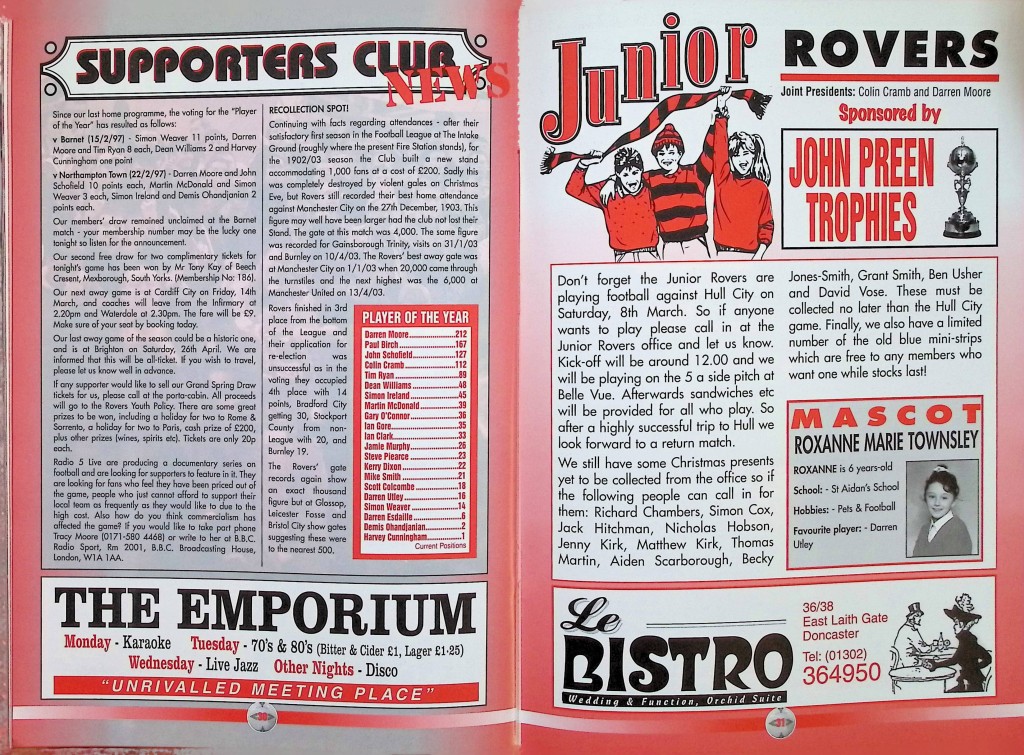 SUPPORTERS CLUB
NEWS
Since our last home programme, the voting for the "Player
of the Year" has resulted as follows:
v Barnet (15/2/97) - Simon Weaver 11 points, Darren
Moore and Tim Ryan 8 each, Dean Williams 2 and Harvey
Cunningham one point
v Northampton Town (22/2/97) - Darren Moore and John
Schofield 10 points each, Martin McDonald and Simon
Weaver 3 each, Simon Ireland and Demis Ohandjanian 2
points each.
Our members' draw remained unclaimed at the Barnet
match - your membership number may be the lucky one
tonight so listen for the announcement.
Our second free draw for two complimentary tickets for
tonight's game has been won by Mr Tony Kay of Beech
Cresent, Mexborough, South Yorks. (Membership No: 186).
Our next away game is at Cardiff City on Friday, 14th
March, and coaches will leave from the Infirmary at
2.20pm and Waterdale at 2.30pm. The fare will be £9.
Make sure of your seat by booking today.
Our last away game of the season could be a historic one,
and is at Brighton on Saturday, 26th April. We are
informed that this will be all-ticket. If you wish to travel,
please let us know well in advance.
If any supporter would like to sell our Grand Spring Draw
tickets for us, please call at the porta-cabin. All proceeds
will go to the Rovers Youth Policy. There are some great
prizes to be won, including a holiday for two to Rome &
Sorrento, a holiday for two to Paris, cash prize of £200,
plus other prizes (wines, spirits etc). Tickets are only 20p
each.
Radio 5 Live are producing a documentary series on
football and are looking for supporters to feature in it. They
are looking for fans who feel they have been priced out of
the game, people who just cannot afford to support their
local team as frequently as they would like to due to the
high cost. Also how do you think commercialism has
affected the game? If you would like to take part phone
Tracy Moore (0171-580 4468) or write to her at B.B.C.
Radio Sport, Rm 2001, B.B.C. Broadcasting House,
London, W1A 1AA.
RECOLLECTION SPOT!
Continuing with facts regarding attendances - after their
satisfactory first season in the Football League at The Intake
Ground (roughly where the present Fire Station stands), for
the 1902/03 season the Club built a new stand
accommodating 1,000 fans at a cost of £200. Sadly this
was completely destroyed by violent gales an Christmas
Eve, but Rovers still recorded their best home attendance
against Manchester City on the 27th December, 1903. This
figure may well have been larger had the club not lost their
Stand. The gate at this match was 4,000. The same figure
was recorded for Gainsborough Trinity, visits on 31/1/03
and Burnley on 10/4/03. The Rovers' best away gate was
at Manchester City on 1/1/03 when 20,000 came through
the turnstiles and the next highest was the 6,000 at
Manchester United on 13/4/03.
Rovers finished in 3rd
place from the bottom
of the League and
their application for
re-election was
unsuccessful as in the
voting they occupied
4th place with 14
points, Bradford City
getting 30, Stockport
County from non-
League with 20, and
Burnley 19.
The Rovers' gate
records again show
an exact thousand
figure but at Glossop,
Leicester Fosse and
Bristol City show gates
suggesting these were
to the nearest 500.
PLAYER OF THE YEAR
Darren Moore 212
Paul Birch 167
John Schofield 127
Colin Cramb 112
Tim Ryan 89
Dean Williams 48
Simon Ireland 45
Martin McDonald 39
Gary O'Connor 36
Ian Gore 35
Ian Clark 33
Jamie Murphy 26
Steve Piearce 23
Kerry Dixon 22
Mike Smith 21
Scott Colcombe 18
Darren Utley 16
Simon Weaver 14
Darren Esdaille 6
Demis Ohandjanian 2
Harvey Cunningham 1
Current Positions
THE EMPORIUM
Monday - Karaoke Tuesday - 70's & 80's (Bitter & Cider £1, Lager £1·25)
Wednesday - Live Jazz Other Nights - Disco
"UNRIVALLED MEETING PLACE"
30
Junior
ROVERS
Joint Presidents: Colin Cramb and Darren Moore
Sponsored by
JOHN PREEN
TROPHIES
Don't forget the Junior Rovers are
playing football against Hull City on
Saturday, 8th March. So if anyone
wants to play please call in at the
Junior Rovers office and let us know.
Kick-off will be around 12.00 and we
will be playing on the 5 a side pitch at
Belle Vue. Afterwards sandwiches etc
will be provided for all who play. So
after a highly successful trip to Hull we
look forward to a return match.
We still have some Christmas presents
yet to be collected from the office so if
the following people can call in for
them: Richard Chambers, Simon Cox,
Jack Hitchman, Nicholas Hobson,
Jenny Kirk, Matthew Kirk, Thomas
Martin, Aiden Scarborough, Becky
Jones-Smith, Grant Smith, Ben Usher
and David Vose. These must be
collected no later than the Hull City
game. Finally, we also have a limited
number of the old blue mini-strips
which are free to any members who
want one while stocks last!
MASCOT
ROXANNE MARIE TOWNSLEY
ROXANNE is 6 years-old
School: - St Aidan's School
Hobbies: - Pets & Football
Favourite player: - Darren
Utley
Le
BISTRO
Wedding & Function, Orchid Suite
36/38
East Laith Gate
Doncaster
Tel: (01302)
364950
31